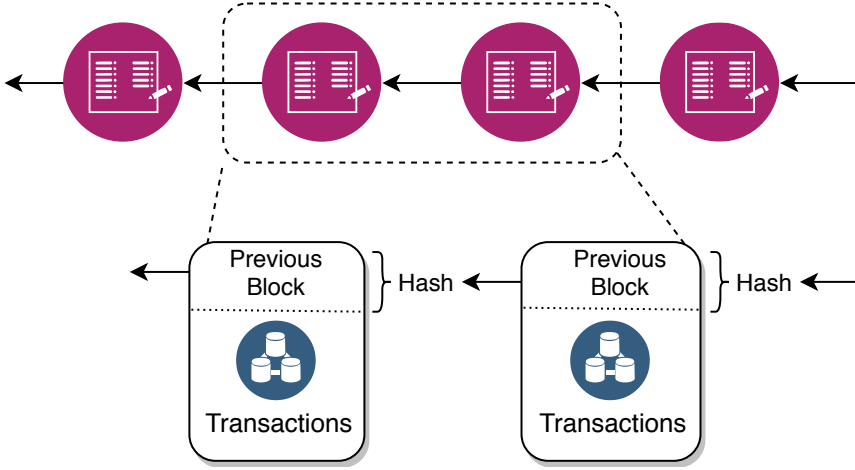 Previous
Block
Hash
Transactions
Previous
Block
Hash
Transactions